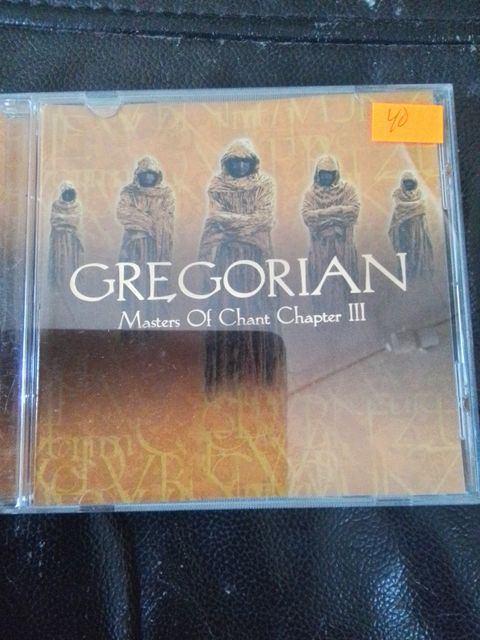 40
GREGORIAN
Masters Of Chant Chapter III